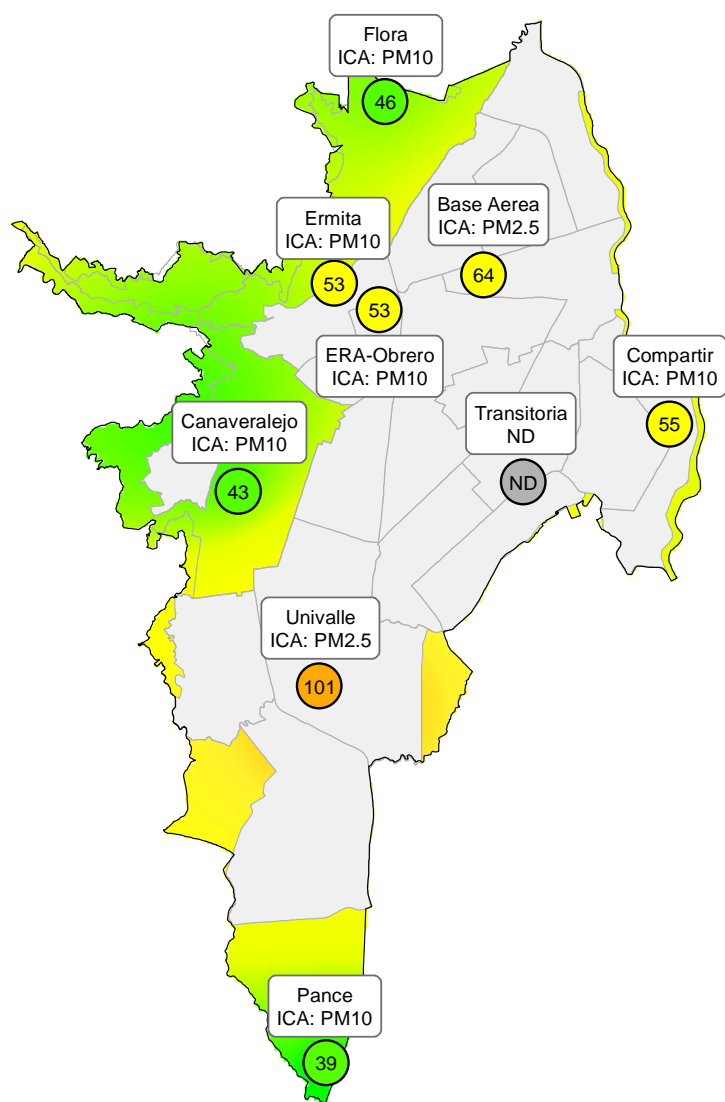 Flora
ICA: PM10
46
Ermita
ICA: PM10
53
Base Aerea
ICA: PM2.5
64
53
ERA-Obrero
ICA: PM10
Compartir
ICA: PM10
55
Canaveralejo
ICA: PM10
43
Transitoria
ND
ND
Univalle
ICA: PM2.5
101
Pance
ICA: PM10
39